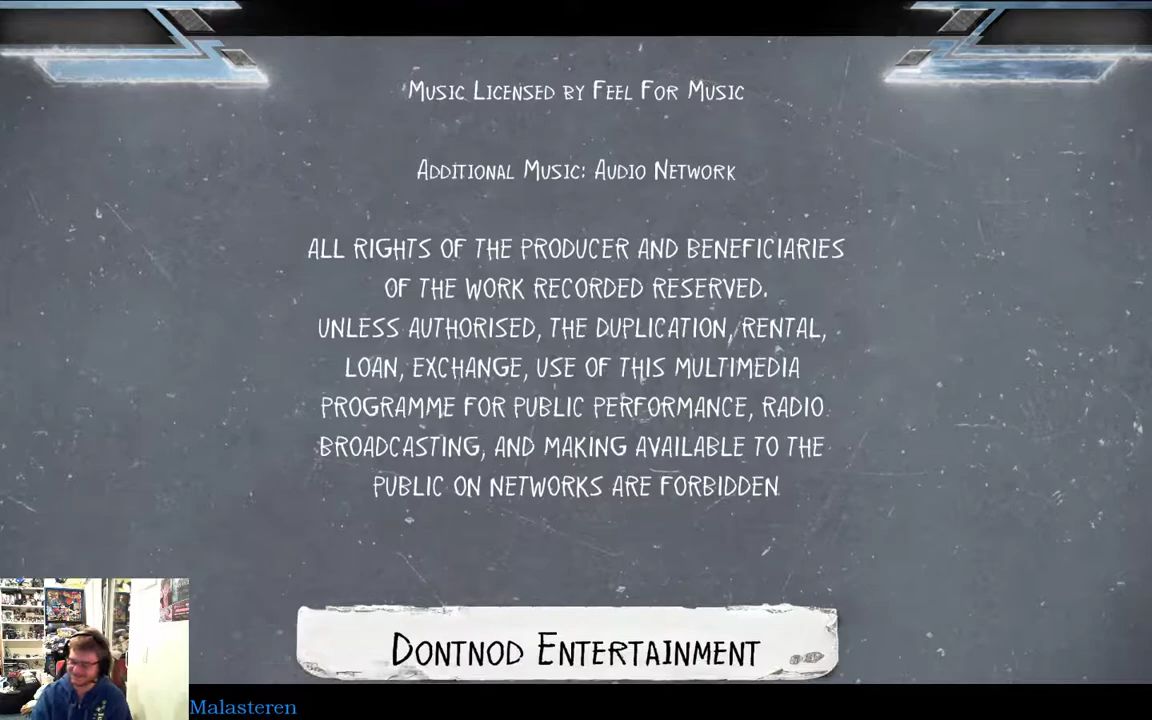 Music Licensed by Feel For Music
Additional Music: Audio Network
ALL RIGHTS OF THE PRODUCER AND BENEFICIARIES
OF THE WORK RECORDED RESERVED.
UNLESS AUTHORISED, THE DUPLICATION, RENTAL,
LOAN, EXCHANGE, USE OF THIS MULTIMEDIA
PROGRAMME FOR PUBLIC PERFORMANCE, RADIO
BROADCASTING, AND MAKING AVAILABLE TO THE
PUBLIC ON NETWORKS ARE FORBIDDEN
Dontnod Entertainment
Malasteren